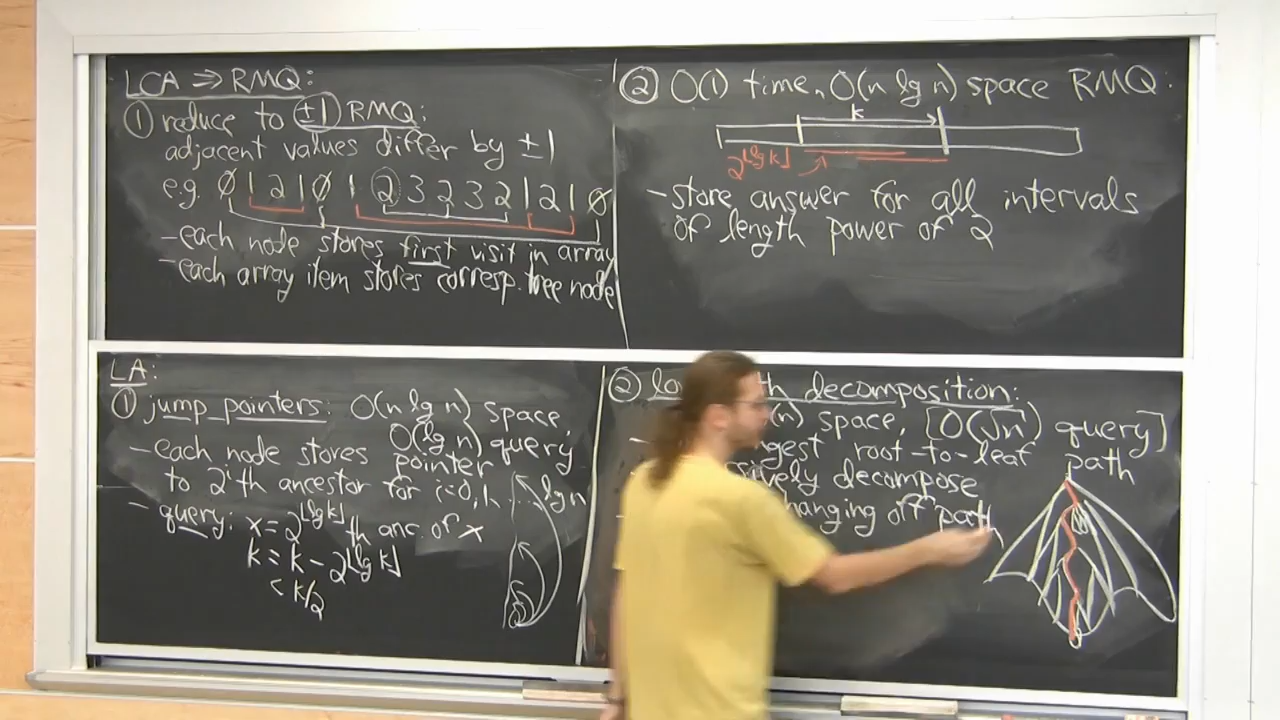 LCA ⇒ RMQ:
① reduce to ±1 RMQ:
adjacent values differ by ±1
e.g. 0 1 2 1 0 1 2 3 2 3 2 1 2 1 0
- each node stores first visit in array
- each array item stores corresp. tree node
② O(1) time, O(n lg n) space RMQ:
k
2^⌊lg k⌋
- store answer for all intervals
of length power of 2
LA:
① jump pointers: O(n lg n) space,
O(lg n) query
- each node stores pointer
to 2^i th ancestor for i=0,1,...,lg n
- query: x = 2^⌊lg k⌋ th anc. of x
k = k - 2^⌊lg k⌋
< k/2
② decomposition:
(n) space, [O(√n) query]
root-to-leaf path
decompose
hanging off path